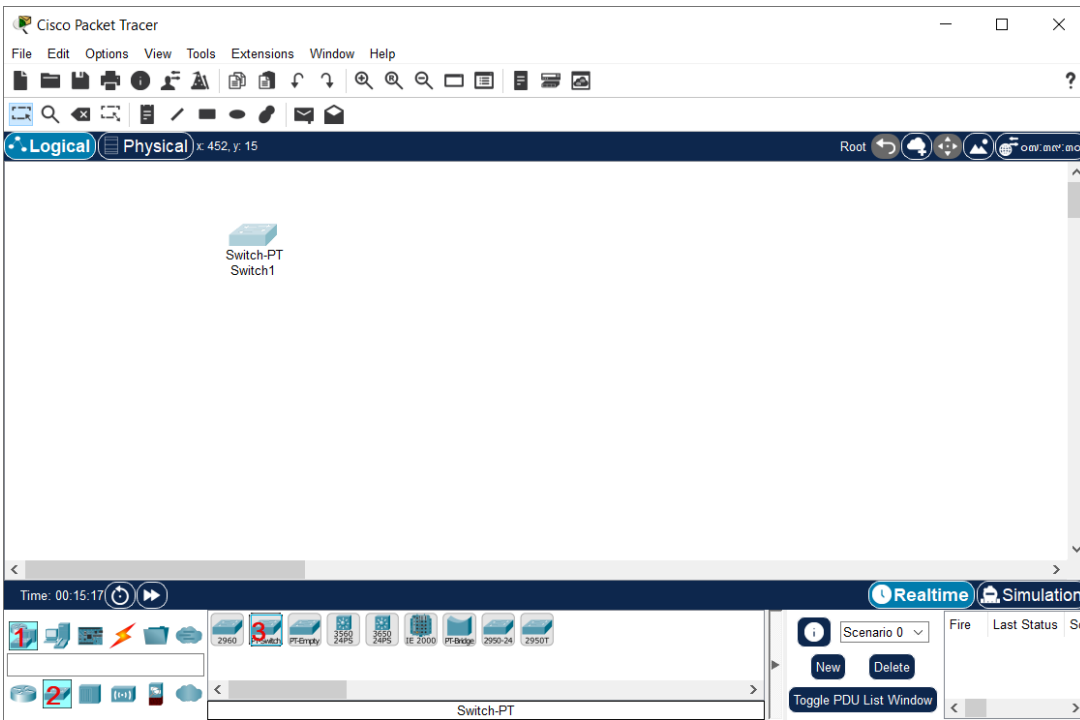 Cisco Packet Tracer
File Edit Options View Tools Extensions Window Help
?
Logical Physical x: 452, y: 15 Root
Switch-PT
Switch1
Time: 00:15:17 Realtime Simulation
1 2960 3 PT-Switch PT-Empty 3560 24PS 3650 24PS IE 2000 PT-Bridge 2950-24 2950T
2
Switch-PT
Scenario 0
New Delete
Toggle PDU List Window
Fire Last Status